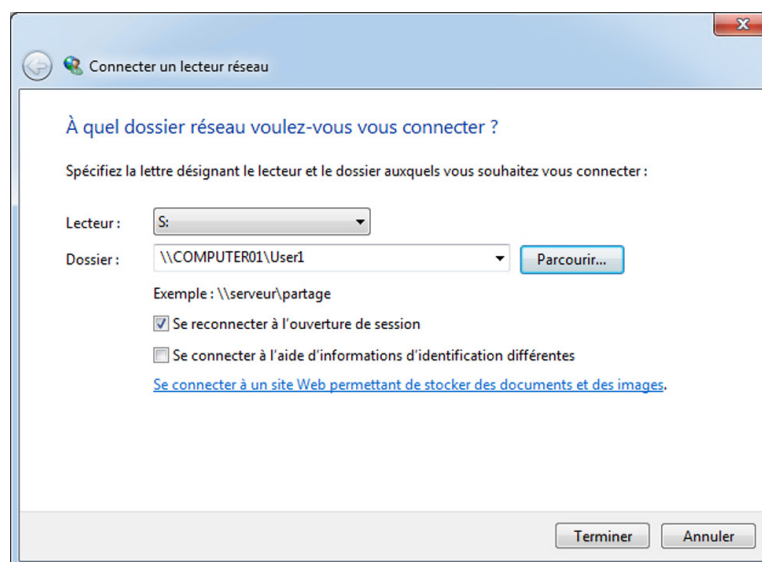 Connecter un lecteur réseau
À quel dossier réseau voulez-vous vous connecter ?
Spécifiez la lettre désignant le lecteur et le dossier auxquels vous souhaitez vous connecter :
Lecteur : S:
Dossier : \\COMPUTER01\User1 Parcourir...
Exemple : \\serveur\partage
Se reconnecter à l'ouverture de session
Se connecter à l'aide d'informations d'identification différentes
Se connecter à un site Web permettant de stocker des documents et des images.
Terminer Annuler